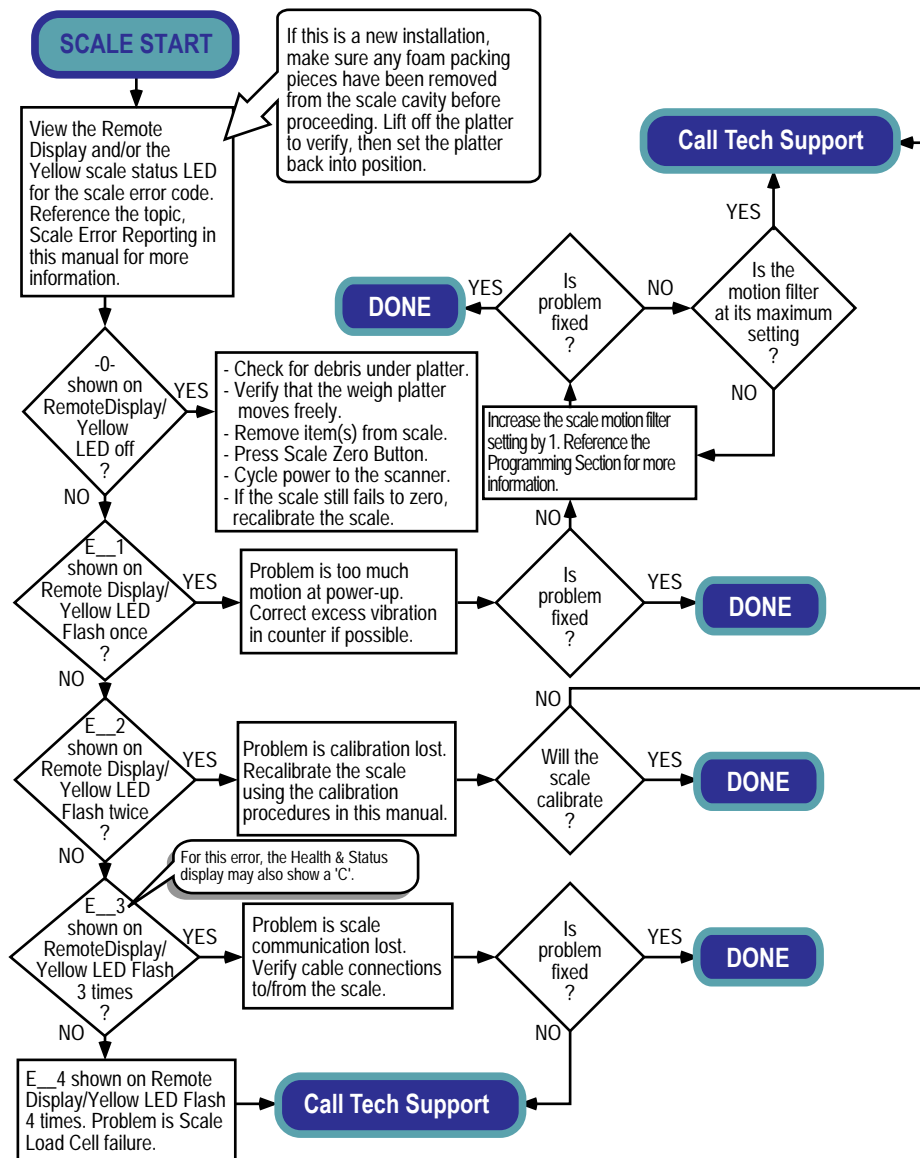 SCALE START
If this is a new installation,
make sure any foam packing
pieces have been removed
from the scale cavity before
proceeding. Lift off the platter
to verify, then set the platter
back into position.
View the Remote
Display and/or the
Yellow scale status LED
for the scale error code.
Reference the topic,
Scale Error Reporting in
this manual for more
information.
Call Tech Support
YES
Is the
motion filter
at its maximum
setting
?
NO
NO
Is
problem
fixed
?
YES
DONE
-0-
shown on
RemoteDisplay/
Yellow
LED off
?
YES
- Check for debris under platter.
- Verify that the weigh platter
moves freely.
- Remove item(s) from scale.
- Press Scale Zero Button.
- Cycle power to the scanner.
- If the scale still fails to zero,
recalibrate the scale.
Increase the scale motion filter
setting by 1. Reference the
Programming Section for more
information.
NO
NO
E__1
shown on
Remote Display/
Yellow LED
Flash once
?
YES
Problem is too much
motion at power-up.
Correct excess vibration
in counter if possible.
Is
problem
fixed
?
YES
DONE
NO
E__2
shown on
Remote Display/
Yellow LED
Flash twice
?
YES
Problem is calibration lost.
Recalibrate the scale
using the calibration
procedures in this manual.
NO
Will the
scale
calibrate
?
YES
DONE
NO
For this error, the Health & Status
display may also show a 'C'.
E__3
shown on
RemoteDisplay/
Yellow LED Flash
3 times
?
YES
Problem is scale
communication lost.
Verify cable connections
to/from the scale.
Is
problem
fixed
?
YES
DONE
NO
NO
E__4 shown on Remote
Display/Yellow LED Flash
4 times. Problem is Scale
Load Cell failure.
Call Tech Support